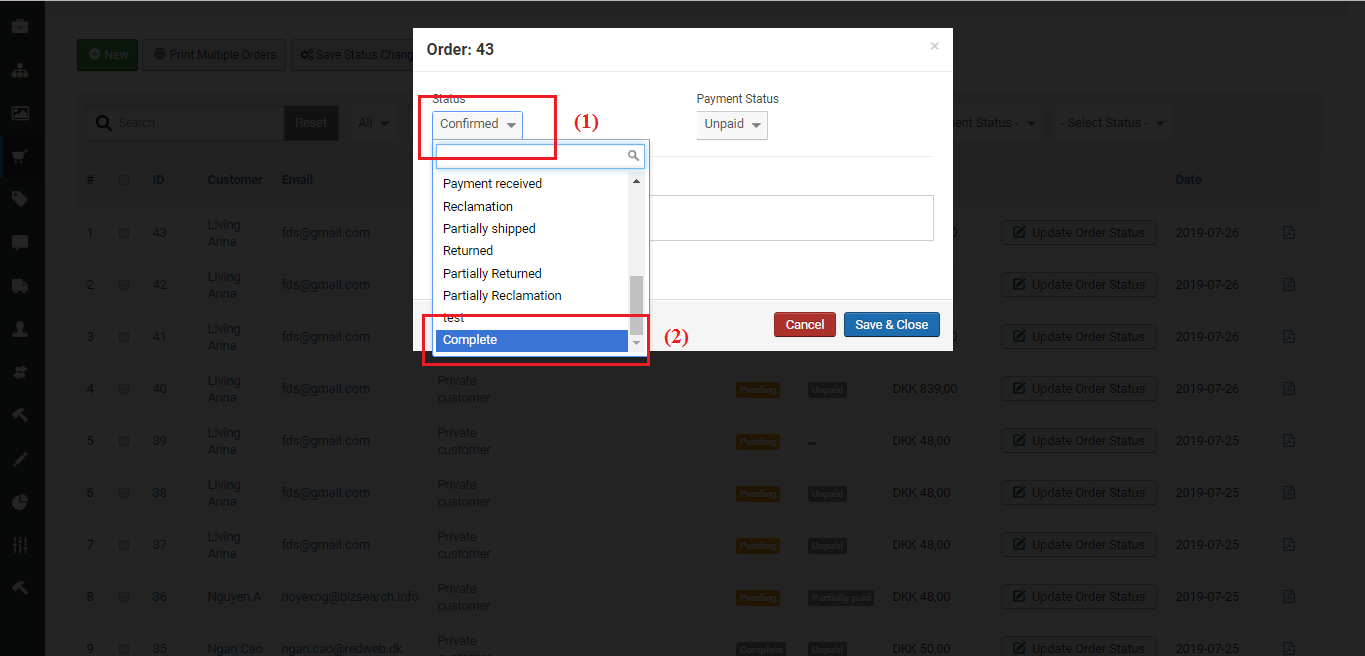 Order: 43
×
New
Print Multiple Orders
Save Status Chang
Status
Payment Status
Confirmed
(1)
Unpaid
Search
Reset
All
ent Status -
- Select Status -
Payment received
Reclamation
Partially shipped
Returned
Partially Returned
Partially Reclamation
test
Complete
(2)
Cancel
Save & Close
# ID Customer Email Date
1 43 Living Anna fds@gmail.com 0 Update Order Status 2019-07-26
2 42 Living Anna fds@gmail.com Update Order Status 2019-07-26
3 41 Living Anna fds@gmail.com 0 Update Order Status 2019-07-26
4 40 Living Anna fds@gmail.com Private customer Pending Unpaid DKK 839,00 Update Order Status 2019-07-26
5 39 Living Anna fds@gmail.com Private customer Pending – DKK 48,00 Update Order Status 2019-07-25
6 38 Living Anna fds@gmail.com Private customer Pending Unpaid DKK 48,00 Update Order Status 2019-07-25
7 37 Living Anna fds@gmail.com Private customer Pending Unpaid DKK 48,00 Update Order Status 2019-07-25
8 36 Nguyen A noyexog@bizsearch.info Private customer Pending Partially paid DKK 48,00 Update Order Status 2019-07-25
9 35 Ngan Cao ngan.cao@redweb.dk Private Complete Unpaid DKK 50,00 Update Order Status 2019-07-25